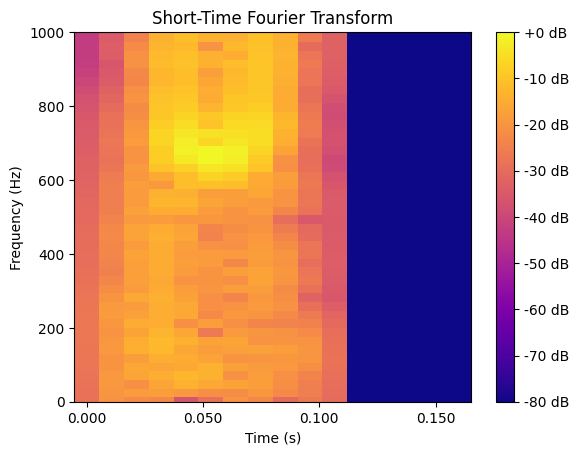 Short-Time Fourier Transform
1000
800
600
400
200
0
Frequency (Hz)
0.000
0.050
0.100
0.150
Time (s)
+0 dB
-10 dB
-20 dB
-30 dB
-40 dB
-50 dB
-60 dB
-70 dB
-80 dB